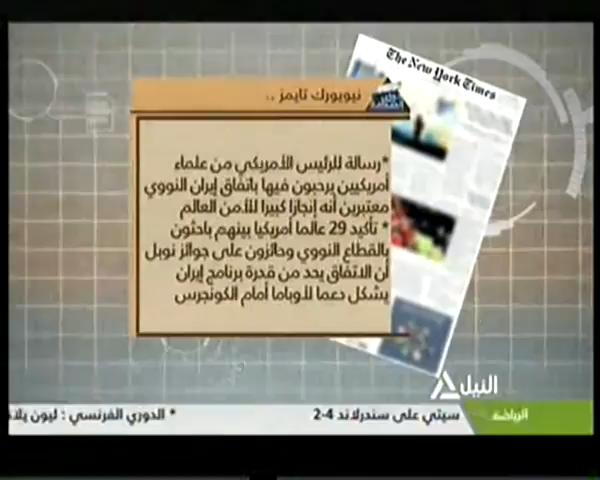 The New York Times
نيويورك تايمز ..
*رسالة للرئيس الأمريكي من علماء
أمريكيين يرحبون فيها باتفاق إيران النووي
معتبرين أنه إنجازا كبيرا للأمن العالم
* تأكيد 29 عالما أمريكيا بينهم باحثون
بالقطاع النووي وحائزون على جوائز نوبل
أن الاتفاق يحد من قدرة برنامج إيران
يشكل دعما لأوباما أمام الكونجرس
النيل
الرياضة
سيتي على سندرلاند 4-2
* الدوري الفرنسي : ليون يلا